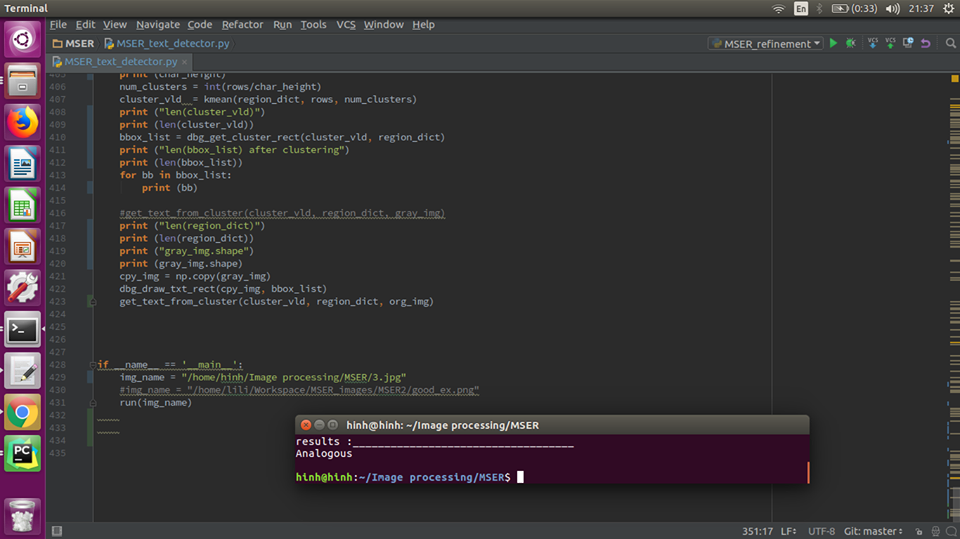 Terminal
En
(0:33)
21:37
File Edit View Navigate Code Refactor Run Tools VCS Window Help
MSER MSER_text_detector.py
MSER_refinement
VCS VCS
MSER_text_detector.py ×
405 print (char_height)
406 num_clusters = int(rows/char_height)
407 cluster_vld = kmean(region_dict, rows, num_clusters)
408 print ("len(cluster_vld)")
409 print (len(cluster_vld))
410 bbox_list = dbg_get_cluster_rect(cluster_vld, region_dict)
411 print ("len(bbox_list) after clustering")
412 print (len(bbox_list))
413 for bb in bbox_list:
414 print (bb)
415
416 #get_text_from_cluster(cluster_vld, region_dict, gray_img)
417 print ("len(region_dict)")
418 print (len(region_dict))
419 print ("gray_img.shape")
420 print (gray_img.shape)
421 cpy_img = np.copy(gray_img)
422 dbg_draw_txt_rect(cpy_img, bbox_list)
423 get_text_from_cluster(cluster_vld, region_dict, org_img)
424
425
426
427
428 if __name__ == '__main__':
429 img_name = "/home/hinh/Image processing/MSER/3.jpg"
430 #img_name = "/home/lili/Workspace/MSER_images/MSER2/good_ex.png"
431 run(img_name)
432
433
434
435
hinh@hinh: ~/Image processing/MSER
results :___________________________________
Analogous
hinh@hinh:~/Image processing/MSER$
PC
351:17 LF÷ UTF-8 Git: master÷